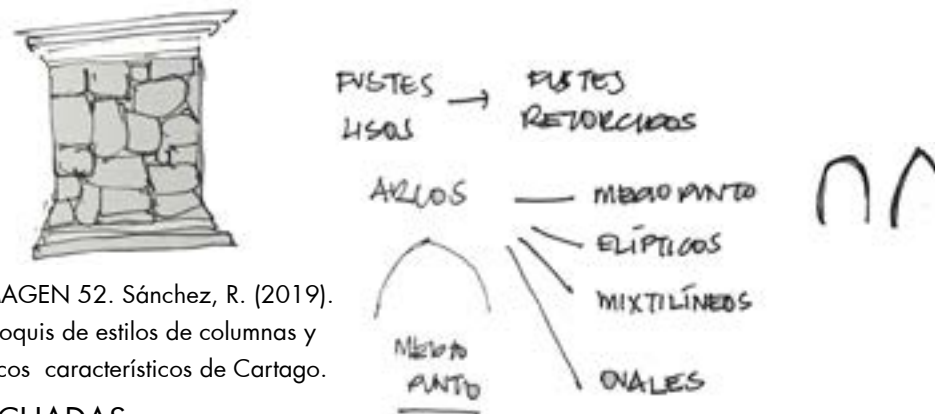 FUSTES
LISOS
FUSTES
RETORCIDOS
ARCOS
MEDIO PUNTO
ELÍPTICOS
MIXTILÍNEOS
OVALES
MEDIO
PUNTO
AGEN 52. Sánchez, R. (2019).
oquis de estilos de columnas y
cos característicos de Cartago.
CHADAS